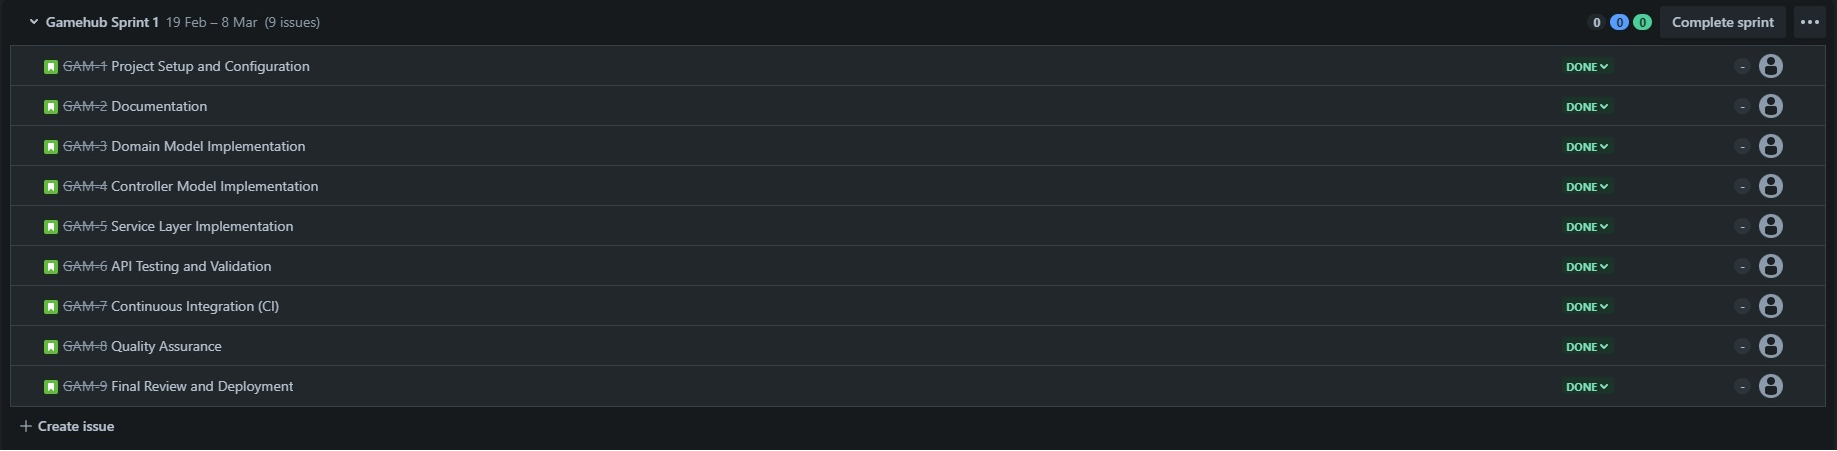 Gamehub Sprint 1 19 Feb – 8 Mar (9 issues) 0 0 0 Complete sprint
GAM-1 Project Setup and Configuration DONE -
GAM-2 Documentation DONE -
GAM-3 Domain Model Implementation DONE -
GAM-4 Controller Model Implementation DONE -
GAM-5 Service Layer Implementation DONE -
GAM-6 API Testing and Validation DONE -
GAM-7 Continuous Integration (CI) DONE -
GAM-8 Quality Assurance DONE -
GAM-9 Final Review and Deployment DONE -
Create issue